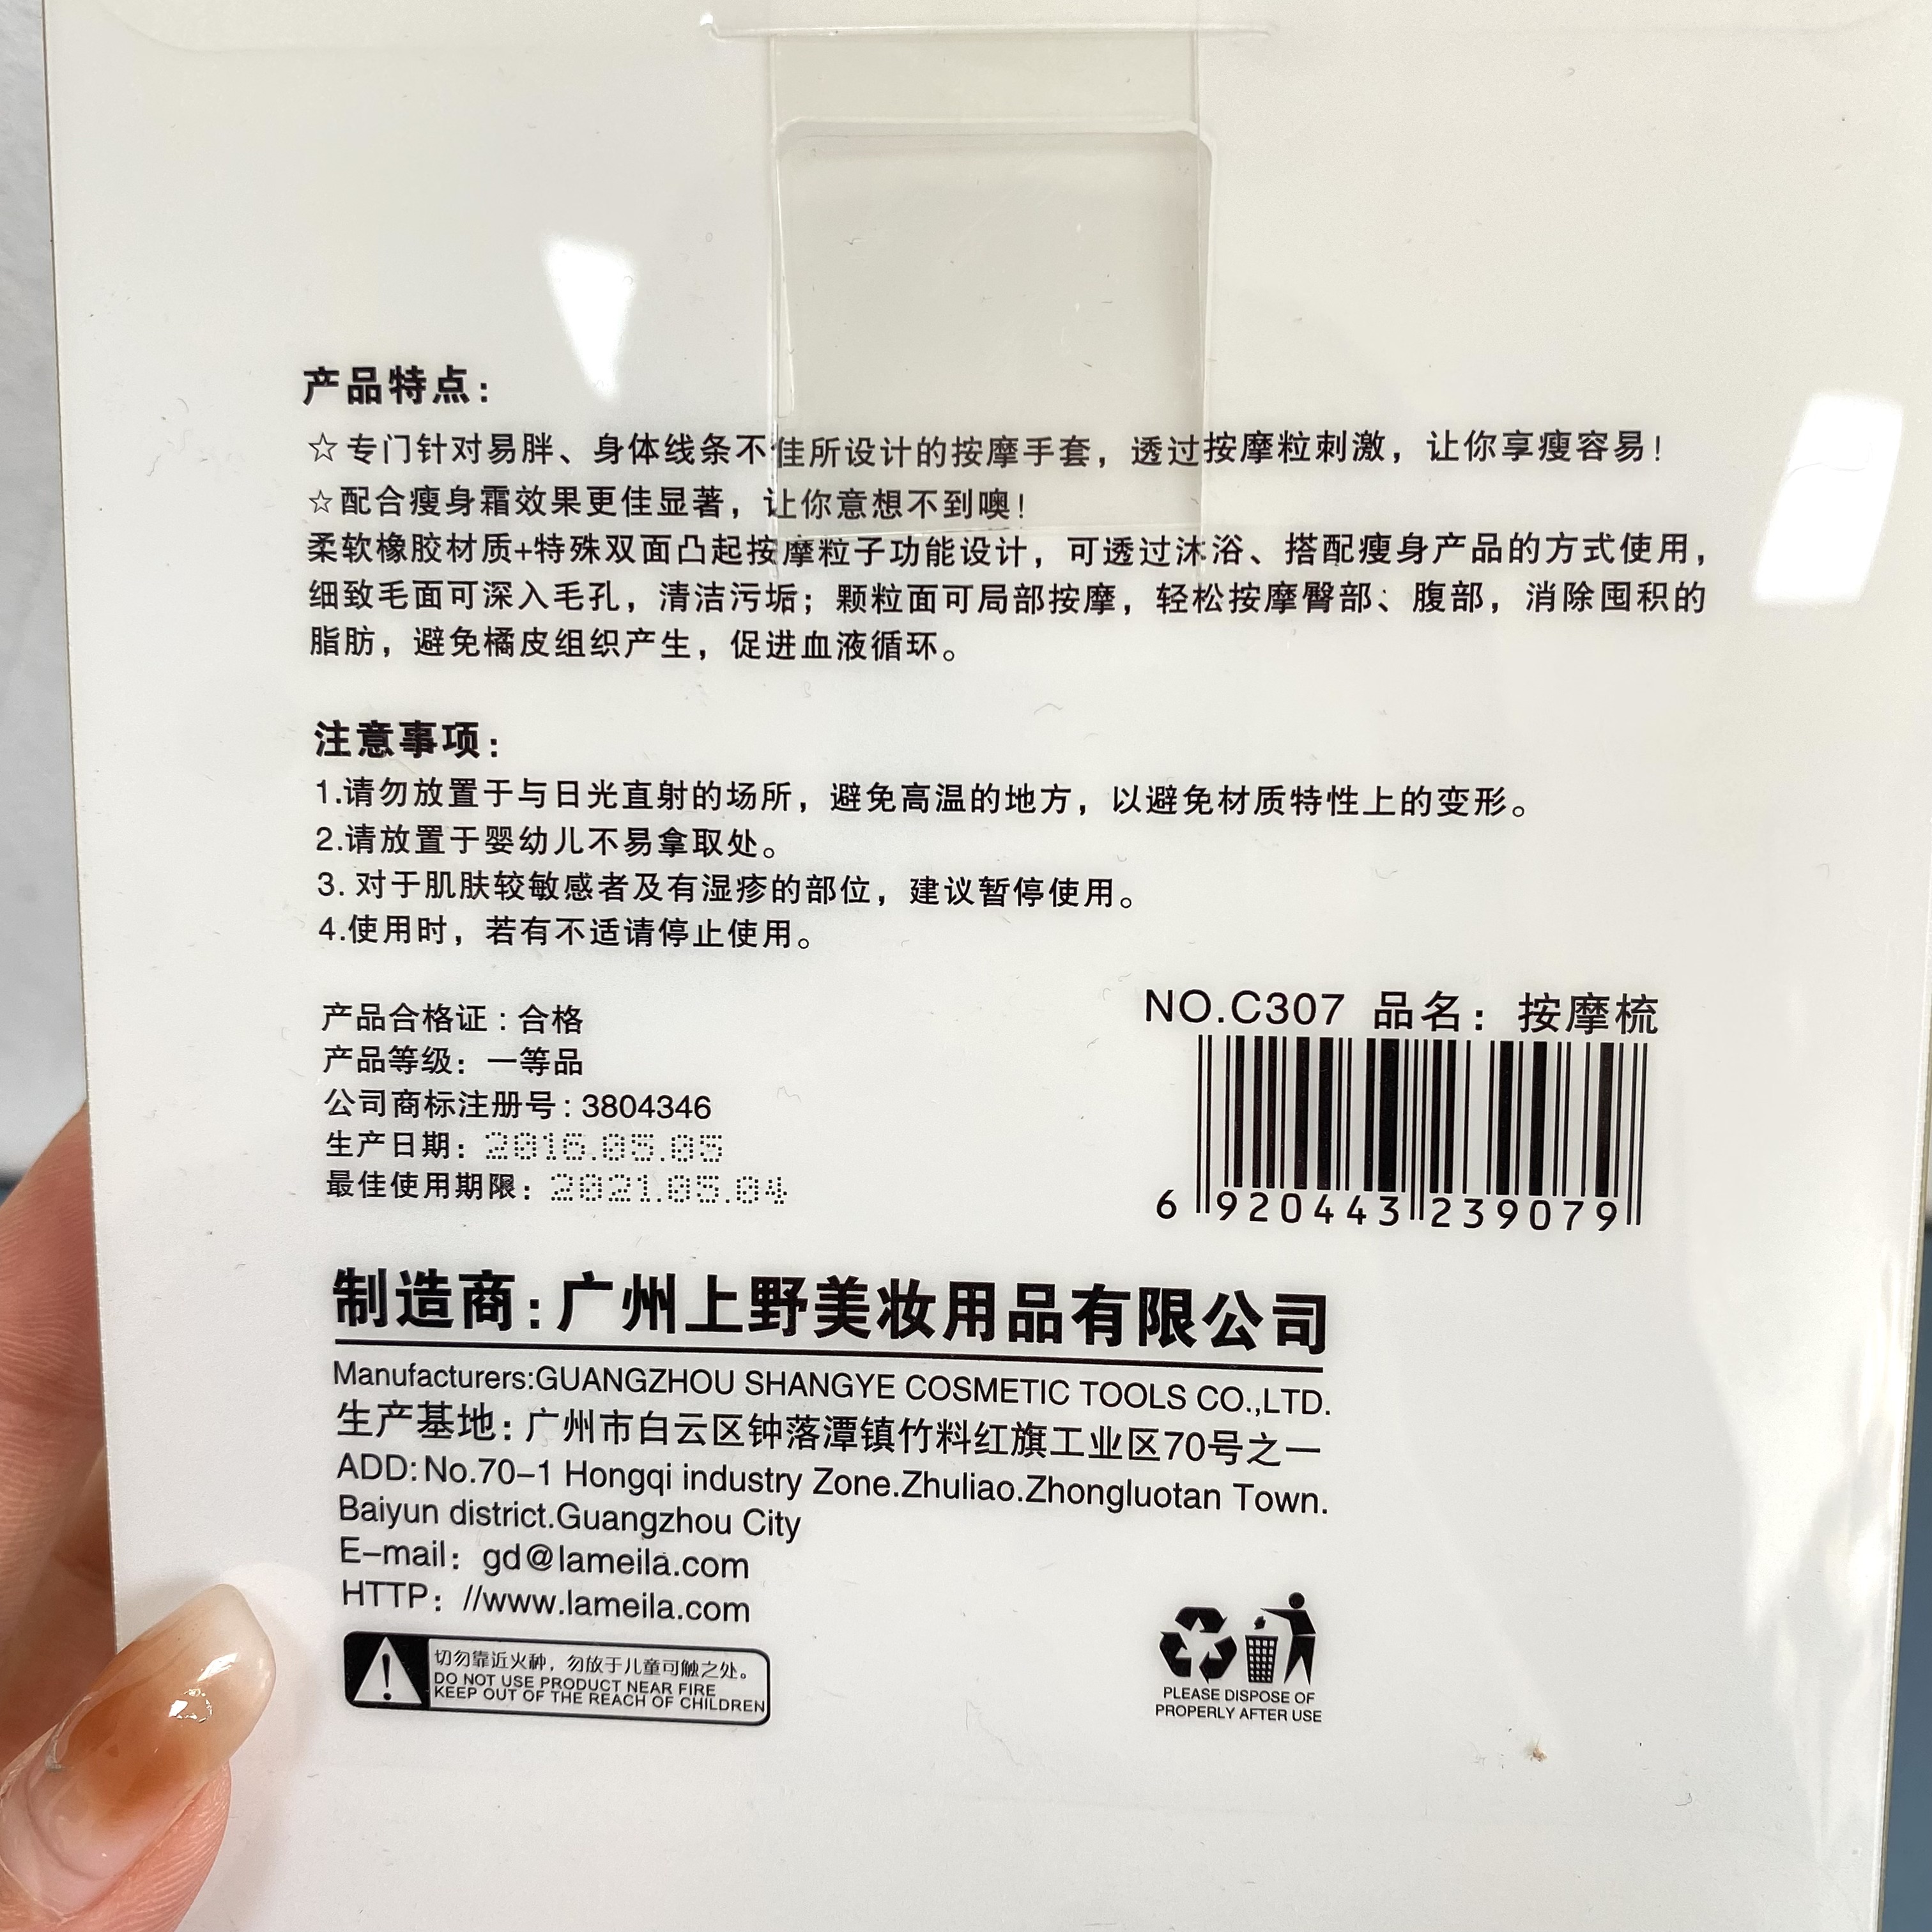 产品特点：
☆专门针对易胖、身体线条不佳所设计的按摩手套，透过按摩粒刺激，让你享瘦容易！
☆配合瘦身霜效果更佳显著，让你意想不到噢！
柔软橡胶材质+特殊双面凸起按摩粒子功能设计，可透过沐浴、搭配瘦身产品的方式使用，
细致毛面可深入毛孔，清洁污垢；颗粒面可局部按摩，轻松按摩臀部、腹部，消除囤积的
脂肪，避免橘皮组织产生，促进血液循环。
注意事项：
1.请勿放置于与日光直射的场所，避免高温的地方，以避免材质特性上的变形。
2.请放置于婴幼儿不易拿取处。
3. 对于肌肤较敏感者及有湿疹的部位，建议暂停使用。
4.使用时，若有不适请停止使用。
产品合格证：合格
产品等级：一等品
公司商标注册号：3804346
生产日期：2016.05.05
最佳使用期限：2021.05.04
NO.C307 品名：按摩梳
6 920443 239079
制造商：广州上野美妆用品有限公司
Manufacturers:GUANGZHOU SHANGYE COSMETIC TOOLS CO.,LTD.
生产基地：广州市白云区钟落潭镇竹料红旗工业区70号之一
ADD:No.70-1 Hongqi industry Zone.Zhuliao.Zhongluotan Town.
Baiyun district.Guangzhou City
E-mail：gd@lameila.com
HTTP：//www.lameila.com
切勿靠近火种，勿放于儿童可触之处。
DO NOT USE PRODUCT NEAR FIRE
KEEP OUT OF THE REACH OF CHILDREN
PLEASE DISPOSE OF
PROPERLY AFTER USE